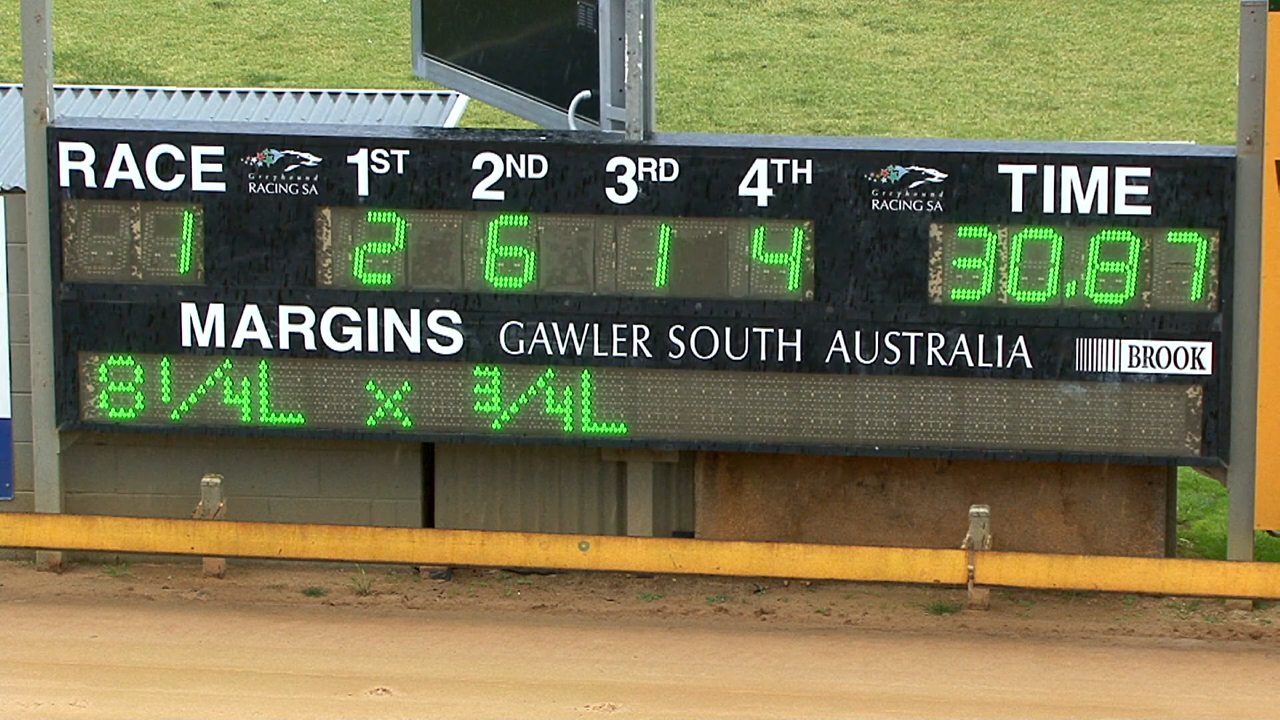 RACE Greyhound RACING SA 1ST 2ND 3RD 4TH Greyhound RACING SA TIME
1 2 6 1 4 30.87
MARGINS GAWLER SOUTH AUSTRALIA BROOK
8 1/4L x 3/4L